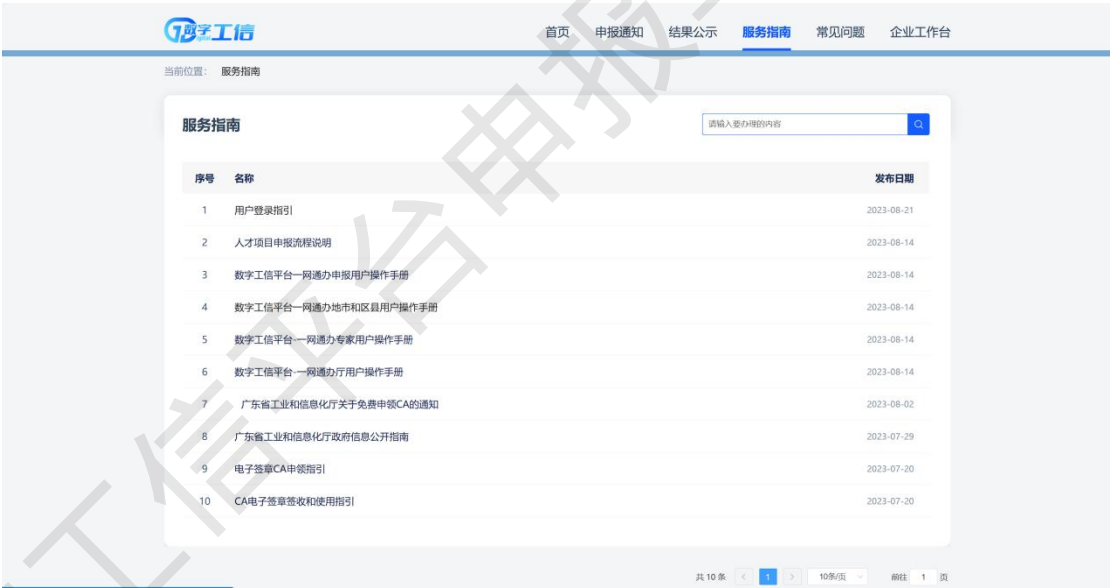 数字工信 首页 申报通知 结果公示 服务指南 常见问题 企业工作台
当前位置： 服务指南
服务指南 请输入要办理的内容
序号 名称 发布日期
1 用户登录指引 2023-08-21
2 人才项目申报流程说明 2023-08-14
3 数字工信平台一网通办申报用户操作手册 2023-08-14
4 数字工信平台一网通办地市和区县用户操作手册 2023-08-14
5 数字工信平台-一网通办专家用户操作手册 2023-08-14
6 数字工信平台-一网通办厅用户操作手册 2023-08-14
7 广东省工业和信息化厅关于免费申领CA的通知 2023-08-02
8 广东省工业和信息化厅政府信息公开指南 2023-07-29
9 电子签章CA申领指引 2023-07-20
10 CA电子签章签收和使用指引 2023-07-20
共 10 条 < 1 > 10条/页 前往 1 页
工信平台申报